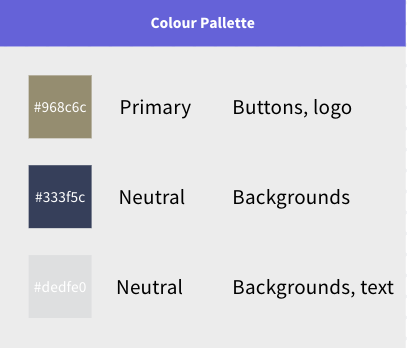 Colour Pallette
#968c6c Primary Buttons, logo
#333f5c Neutral Backgrounds
#dedfe0 Neutral Backgrounds, text